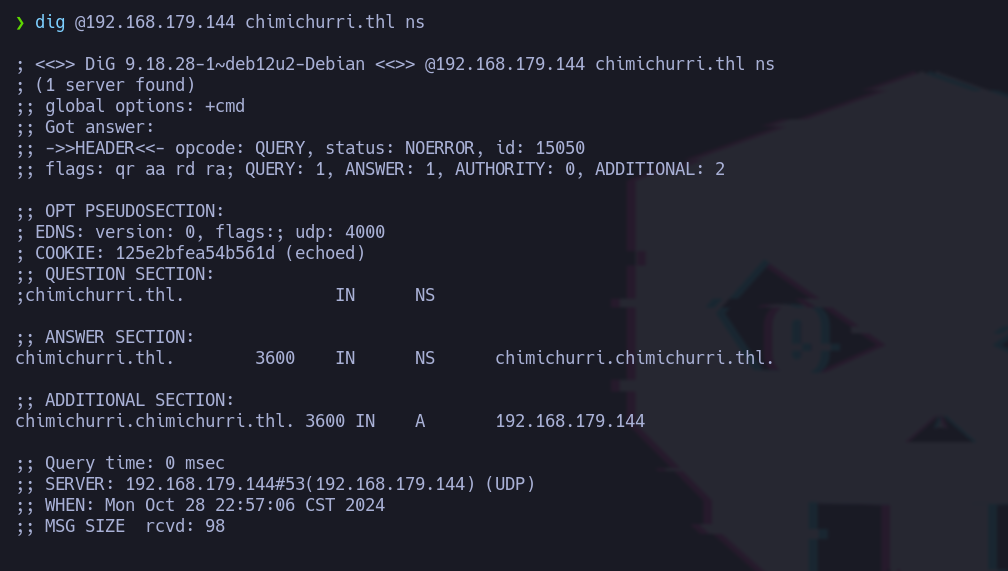 ❯ dig @192.168.179.144 chimichurri.thl ns
; <<>> DiG 9.18.28-1~deb12u2-Debian <<>> @192.168.179.144 chimichurri.thl ns
; (1 server found)
;; global options: +cmd
;; Got answer:
;; ->>HEADER<<- opcode: QUERY, status: NOERROR, id: 15050
;; flags: qr aa rd ra; QUERY: 1, ANSWER: 1, AUTHORITY: 0, ADDITIONAL: 2
;; OPT PSEUDOSECTION:
; EDNS: version: 0, flags:; udp: 4000
; COOKIE: 125e2bfea54b561d (echoed)
;; QUESTION SECTION:
;chimichurri.thl. IN NS
;; ANSWER SECTION:
chimichurri.thl. 3600 IN NS chimichurri.chimichurri.thl.
;; ADDITIONAL SECTION:
chimichurri.chimichurri.thl. 3600 IN A 192.168.179.144
;; Query time: 0 msec
;; SERVER: 192.168.179.144#53(192.168.179.144) (UDP)
;; WHEN: Mon Oct 28 22:57:06 CST 2024
;; MSG SIZE rcvd: 98